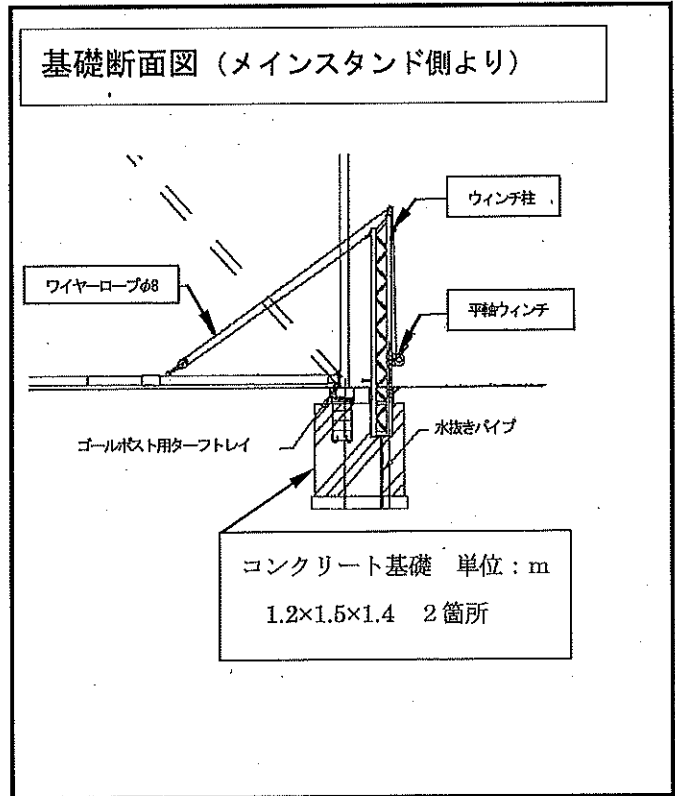 基礎断面図（メインスタンド側より）
ウィンチ柱
ワイヤーロープφ8
平軸ウィンチ
ゴールポスト用ターフトレイ
水抜きパイプ
コンクリート基礎　単位：m
1.2×1.5×1.4　2箇所